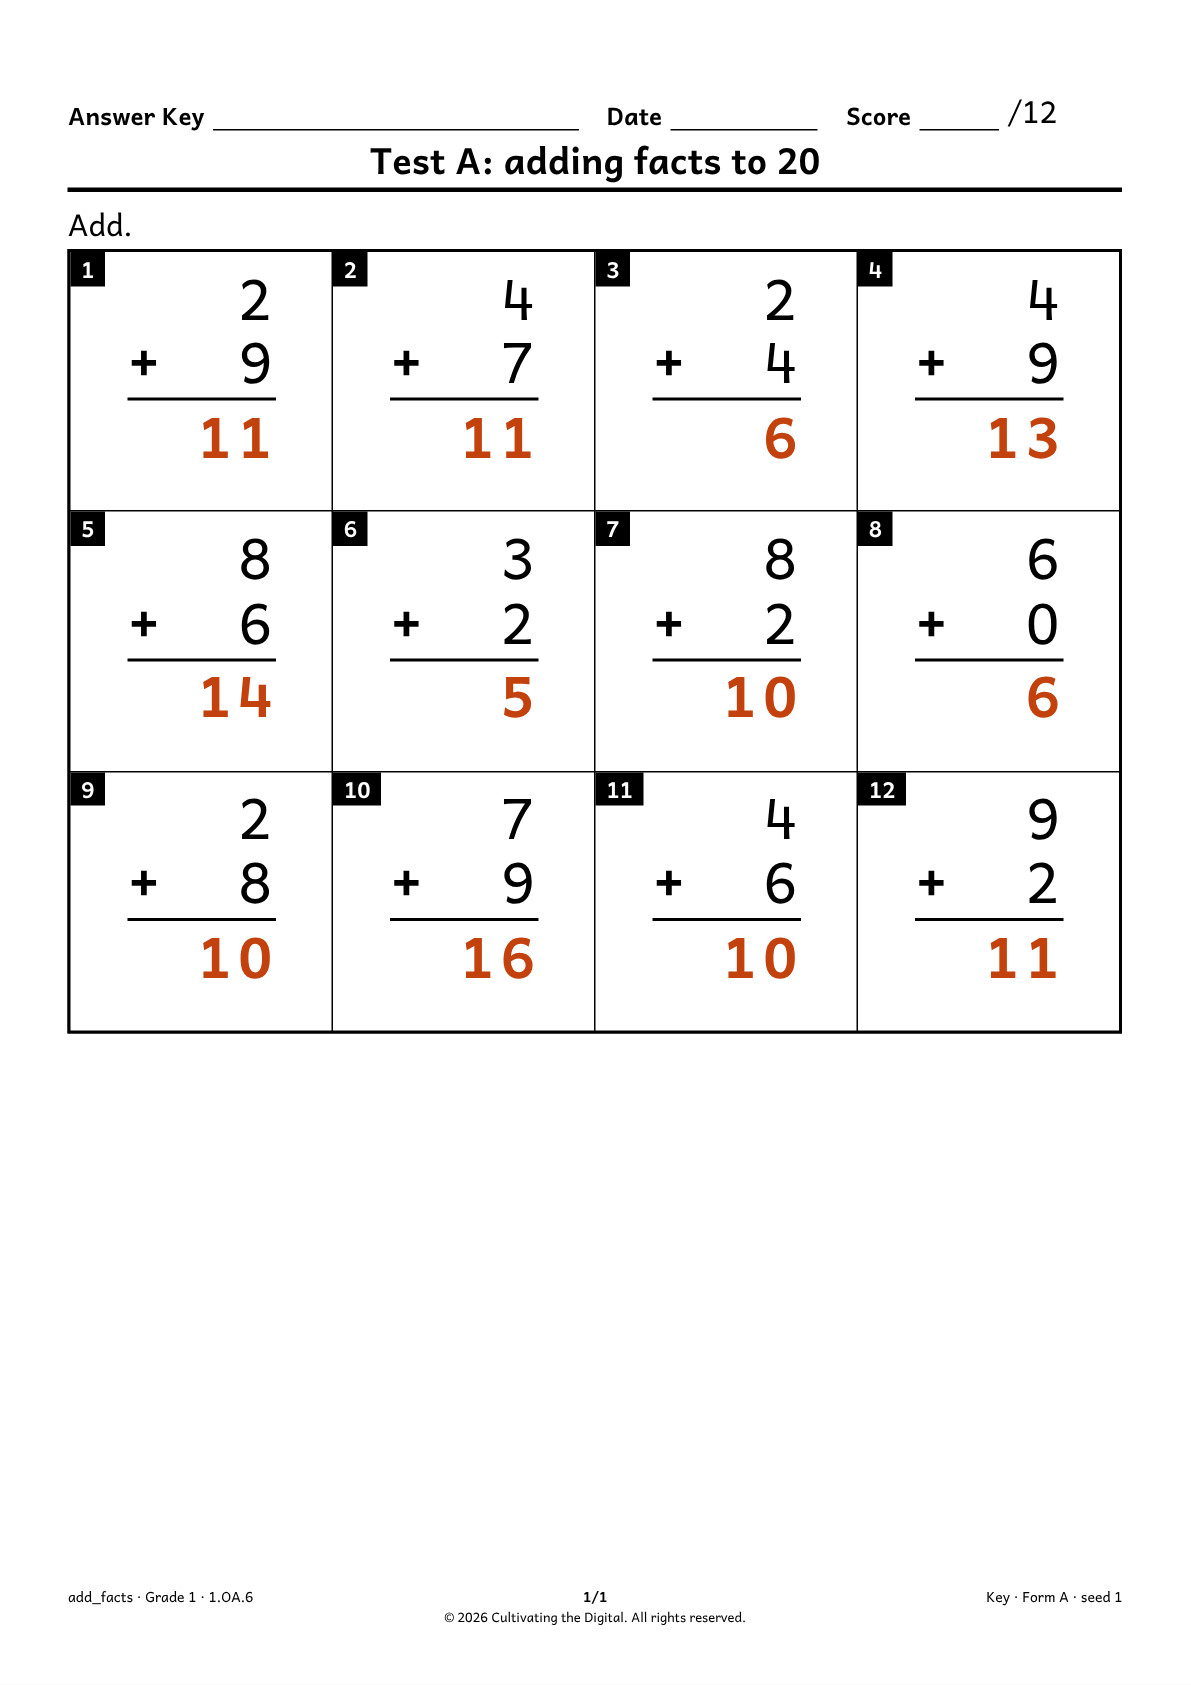 Answer Key ____________ Date ______ Score ____ /12
Test A: adding facts to 20
Add.
1 2 3 4
2 4 2 4
+ 9 + 7 + 4 + 9
11 11 6 13
5 6 7 8
8 3 8 6
+ 6 + 2 + 2 + 0
14 5 10 6
9 10 11 12
2 7 4 9
+ 8 + 9 + 6 + 2
10 16 10 11
add_facts · Grade 1 · 1.OA.6 1/1 Key · Form A · seed 1
© 2026 Cultivating the Digital. All rights reserved.